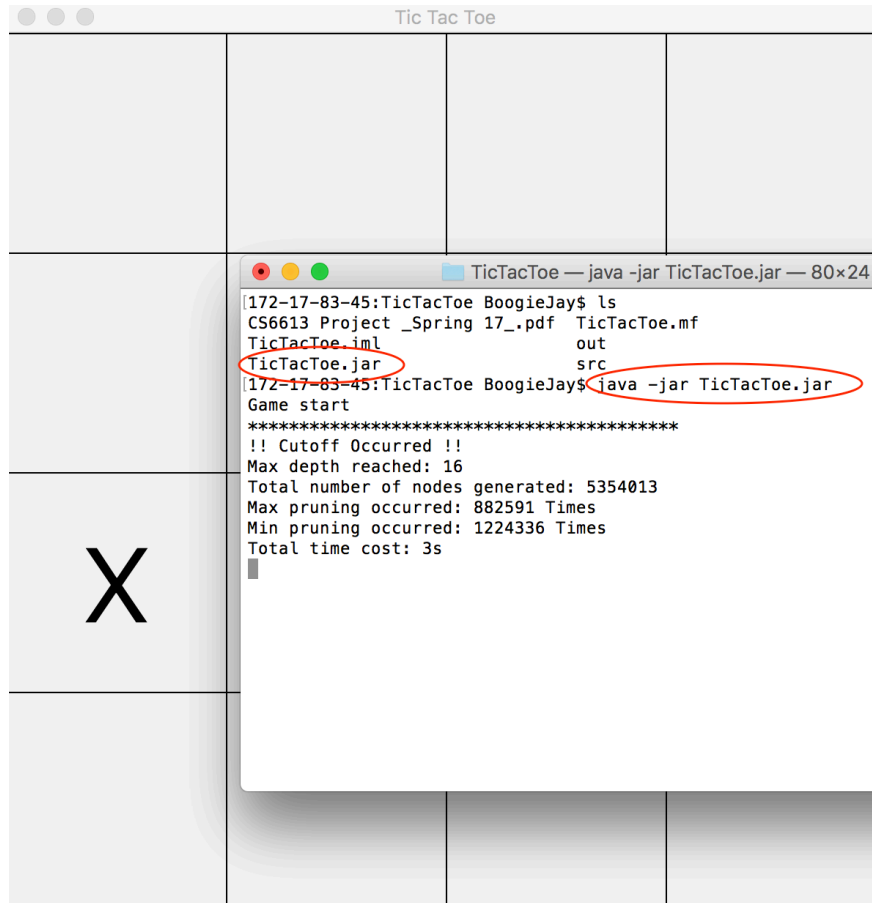 Tic Tac Toe
TicTacToe — java -jar TicTacToe.jar — 80×24
[172-17-83-45:TicTacToe BoogieJay$ ls
CS6613 Project _Spring 17_.pdf TicTacToe.mf
TicTacToe.iml out
TicTacToe.jar src
[172-17-83-45:TicTacToe BoogieJay$ java -jar TicTacToe.jar
Game start
******************************************
!! Cutoff Occurred !!
Max depth reached: 16
Total number of nodes generated: 5354013
Max pruning occurred: 882591 Times
Min pruning occurred: 1224336 Times
Total time cost: 3s
X